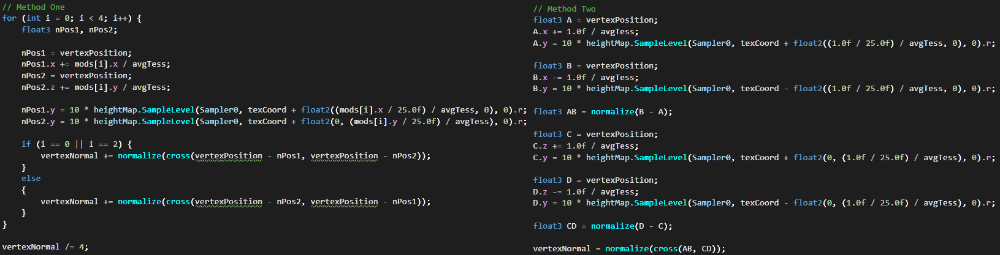 // Method One
for (int i = 0; i < 4; i++) {
    float3 nPos1, nPos2;

    nPos1 = vertexPosition;
    nPos1.x += mods[i].x / avgTess;
    nPos2 = vertexPosition;
    nPos2.z += mods[i].y / avgTess;

    nPos1.y = 10 * heightMap.SampleLevel(Sampler0, texCoord + float2((mods[i].x / 25.0f) / avgTess, 0), 0).r;
    nPos2.y = 10 * heightMap.SampleLevel(Sampler0, texCoord + float2(0, (mods[i].y / 25.0f) / avgTess), 0).r;

    if (i == 0 || i == 2) {
        vertexNormal += normalize(cross(vertexPosition - nPos1, vertexPosition - nPos2));
    }
    else
    {
        vertexNormal += normalize(cross(vertexPosition - nPos2, vertexPosition - nPos1));
    }
}

vertexNormal /= 4;

// Method Two
float3 A = vertexPosition;
A.x += 1.0f / avgTess;
A.y = 10 * heightMap.SampleLevel(Sampler0, texCoord + float2((1.0f / 25.0f) / avgTess, 0), 0).r;

float3 B = vertexPosition;
B.x -= 1.0f / avgTess;
B.y = 10 * heightMap.SampleLevel(Sampler0, texCoord - float2((1.0f / 25.0f) / avgTess, 0), 0).r;

float3 AB = normalize(B - A);

float3 C = vertexPosition;
C.z += 1.0f / avgTess;
C.y = 10 * heightMap.SampleLevel(Sampler0, texCoord + float2(0, (1.0f / 25.0f) / avgTess), 0).r;

float3 D = vertexPosition;
D.z -= 1.0f / avgTess;
D.y = 10 * heightMap.SampleLevel(Sampler0, texCoord - float2(0, (1.0f / 25.0f) / avgTess), 0).r;

float3 CD = normalize(D - C);

vertexNormal = normalize(cross(AB, CD));